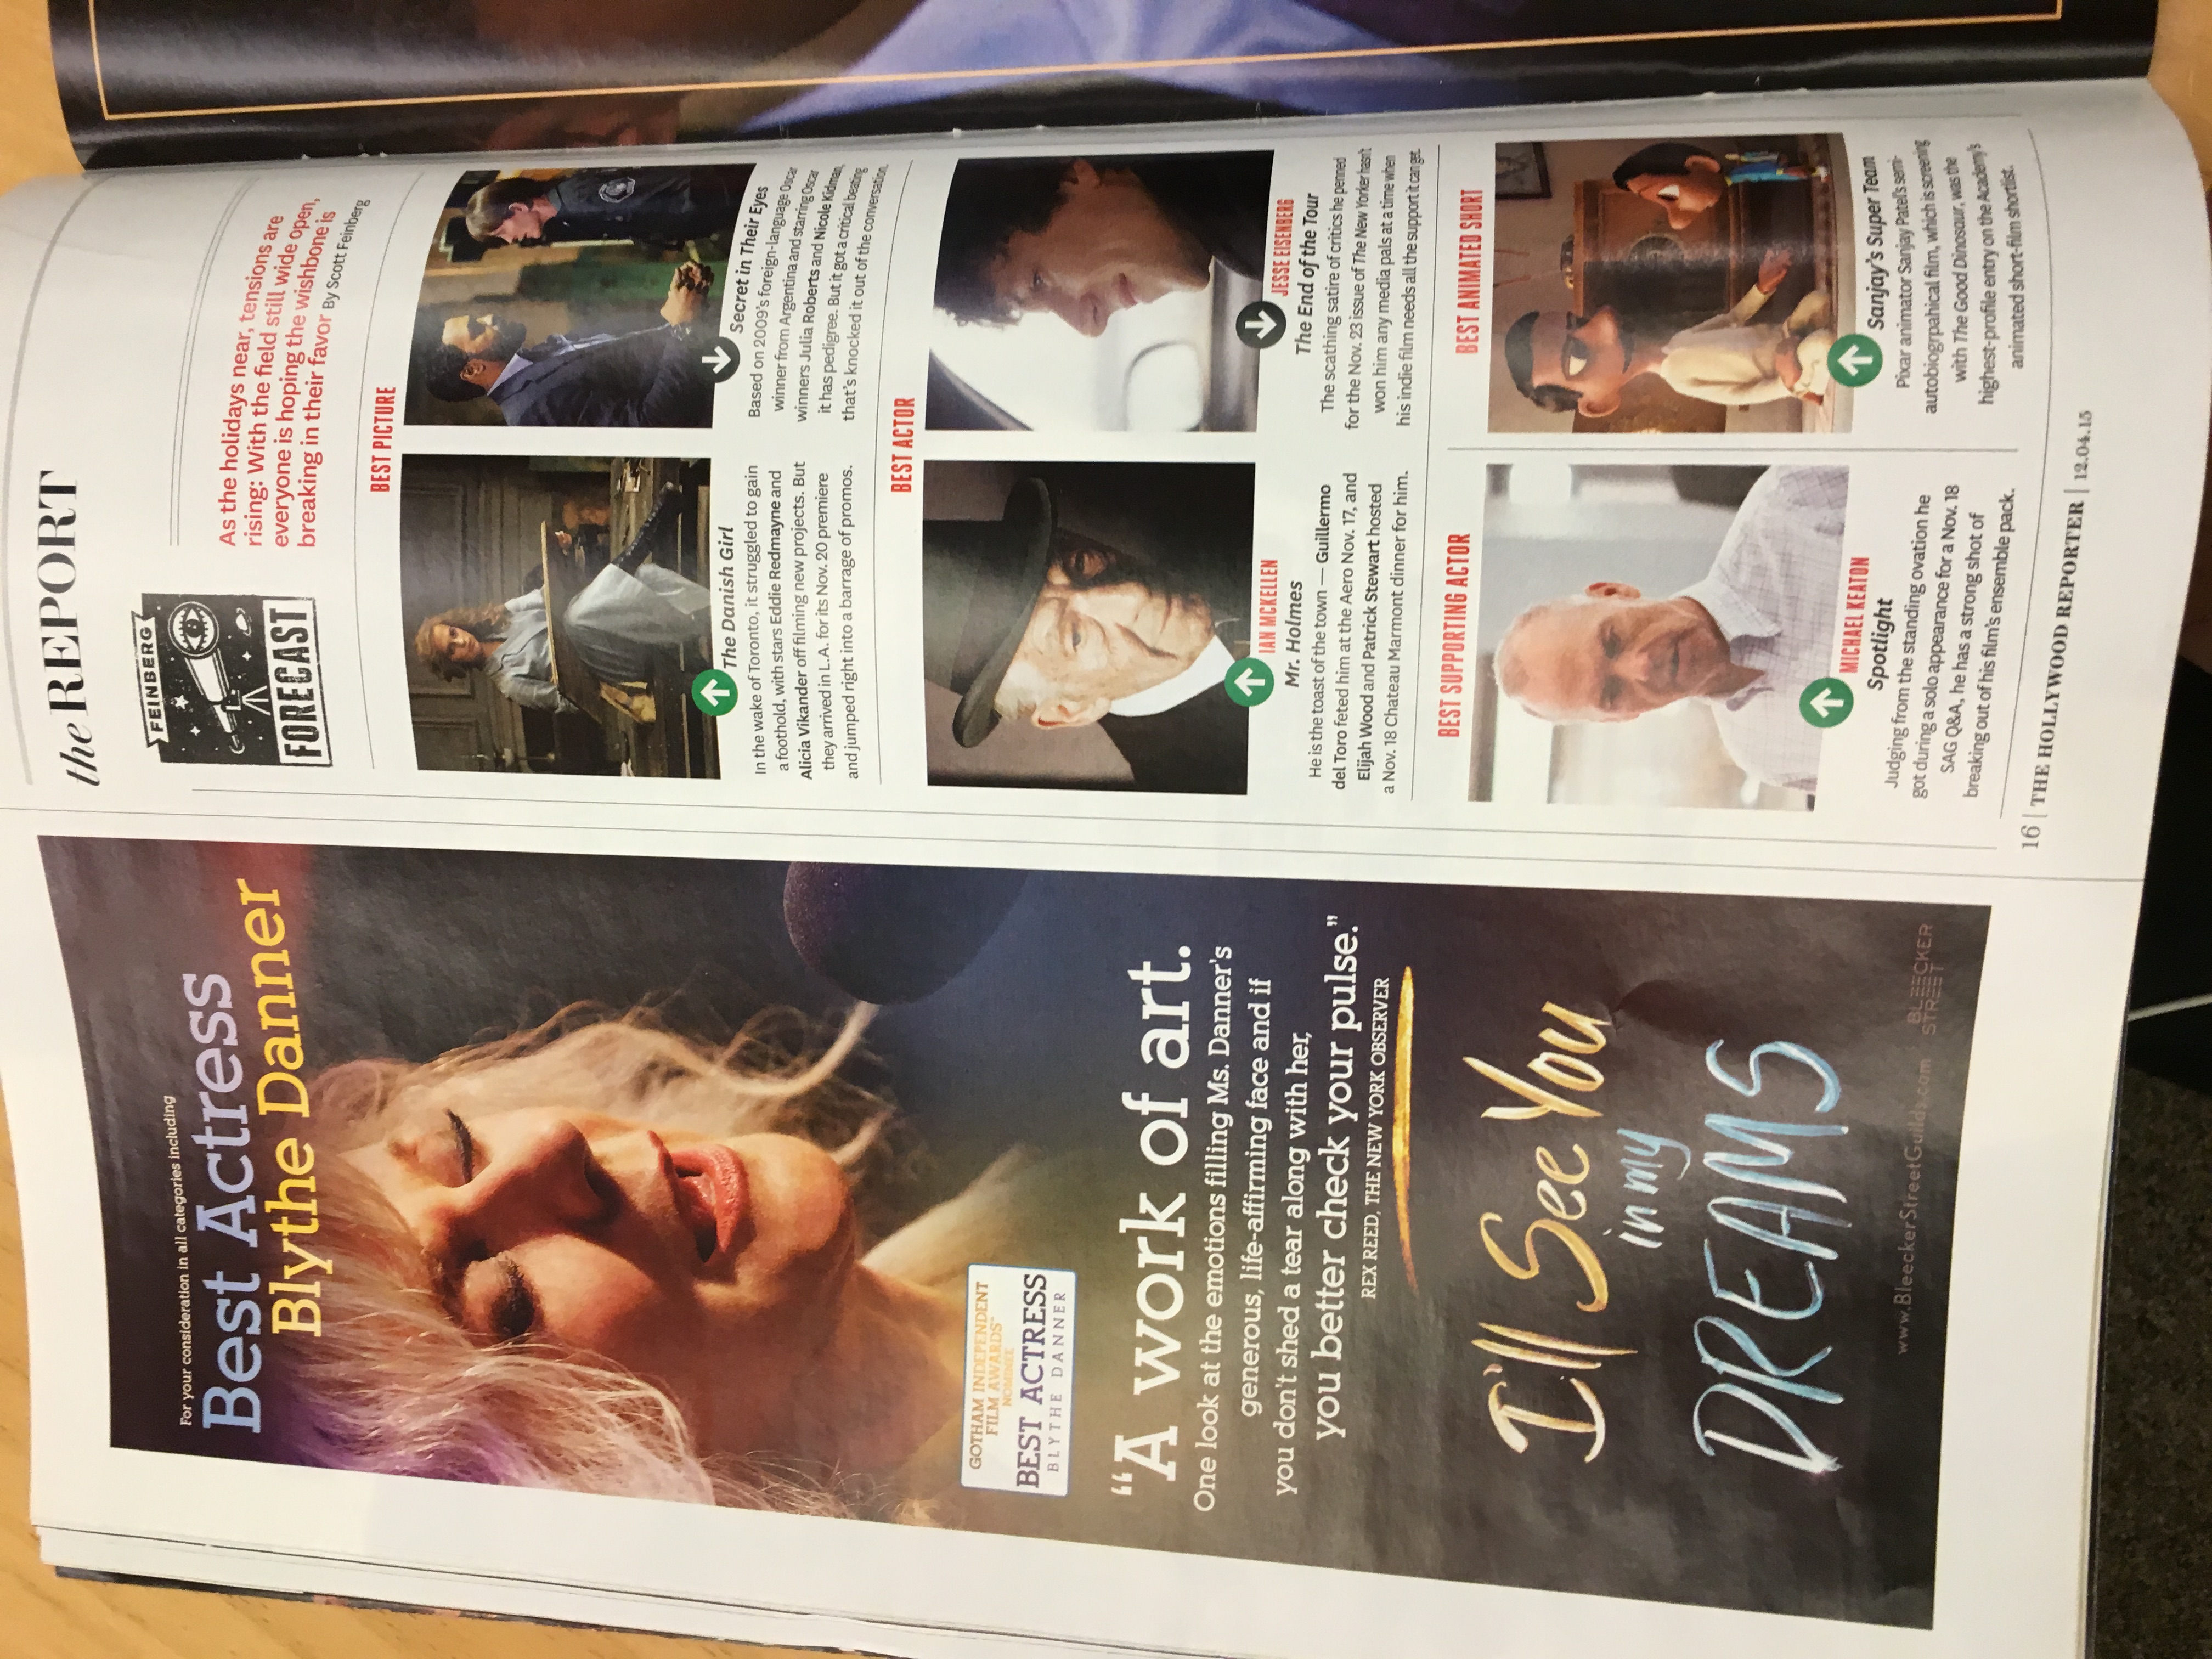 For your consideration in all categories including
Best Actress
Blythe Danner
GOTHAM INDEPENDENT
FILM AWARDS™
NOMINEE
BEST ACTRESS
BLYTHE DANNER
“A work of art.
One look at the emotions filling Ms. Danner's
generous, life-affirming face and if
you don't shed a tear along with her,
you better check your pulse.”
REX REED, THE NEW YORK OBSERVER
I'll See You
in my
DREAMS
www.BleeckerStreetGuilds.com
BLEECKER
STREET
the REPORT
FEINBERG
FORECAST
As the holidays near, tensions are
rising: With the field still wide open,
everyone is hoping the wishbone is
breaking in their favor By Scott Feinberg
BEST PICTURE
The Danish Girl
In the wake of Toronto, it struggled to gain
a foothold, with stars Eddie Redmayne and
Alicia Vikander off filming new projects. But
they arrived in L.A. for its Nov. 20 premiere
and jumped right into a barrage of promos.
Secret in Their Eyes
Based on 2009's foreign-language Oscar
winner from Argentina and starring Oscar
winners Julia Roberts and Nicole Kidman,
it has pedigree. But it got a critical beating
that's knocked it out of the conversation.
BEST ACTOR
IAN MCKELLEN
Mr. Holmes
He is the toast of the town — Guillermo
del Toro feted him at the Aero Nov. 17, and
Elijah Wood and Patrick Stewart hosted
a Nov. 18 Chateau Marmont dinner for him.
JESSE EISENBERG
The End of the Tour
The scathing satire of critics he penned
for the Nov. 23 issue of The New Yorker hasn't
won him any media pals at a time when
his indie film needs all the support it can get.
BEST SUPPORTING ACTOR
MICHAEL KEATON
Spotlight
Judging from the standing ovation he
got during a solo appearance for a Nov. 18
SAG Q&A, he has a strong shot of
breaking out of his film's ensemble pack.
BEST ANIMATED SHORT
Sanjay's Super Team
Pixar animator Sanjay Patel's semi-
autobiogrpahical film, which is screening
with The Good Dinosaur, was the
highest-profile entry on the Academy's
animated short-film shortlist.
16 | THE HOLLYWOOD REPORTER | 12.04.15